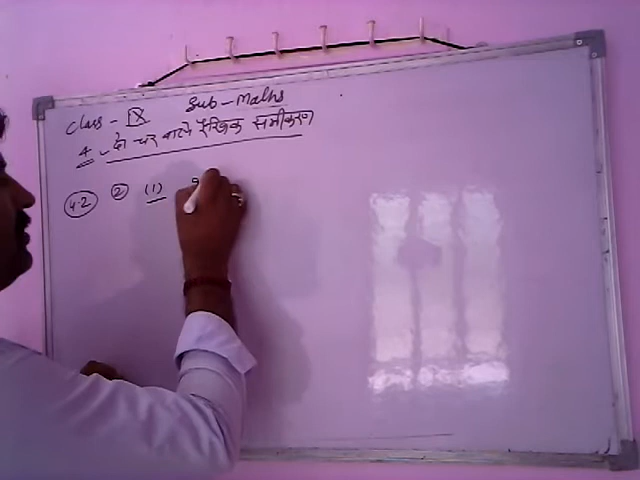 Class - IX Sub - Maths
4 - दो चर वाले रैखिक समीकरण
4.2 2 (1)